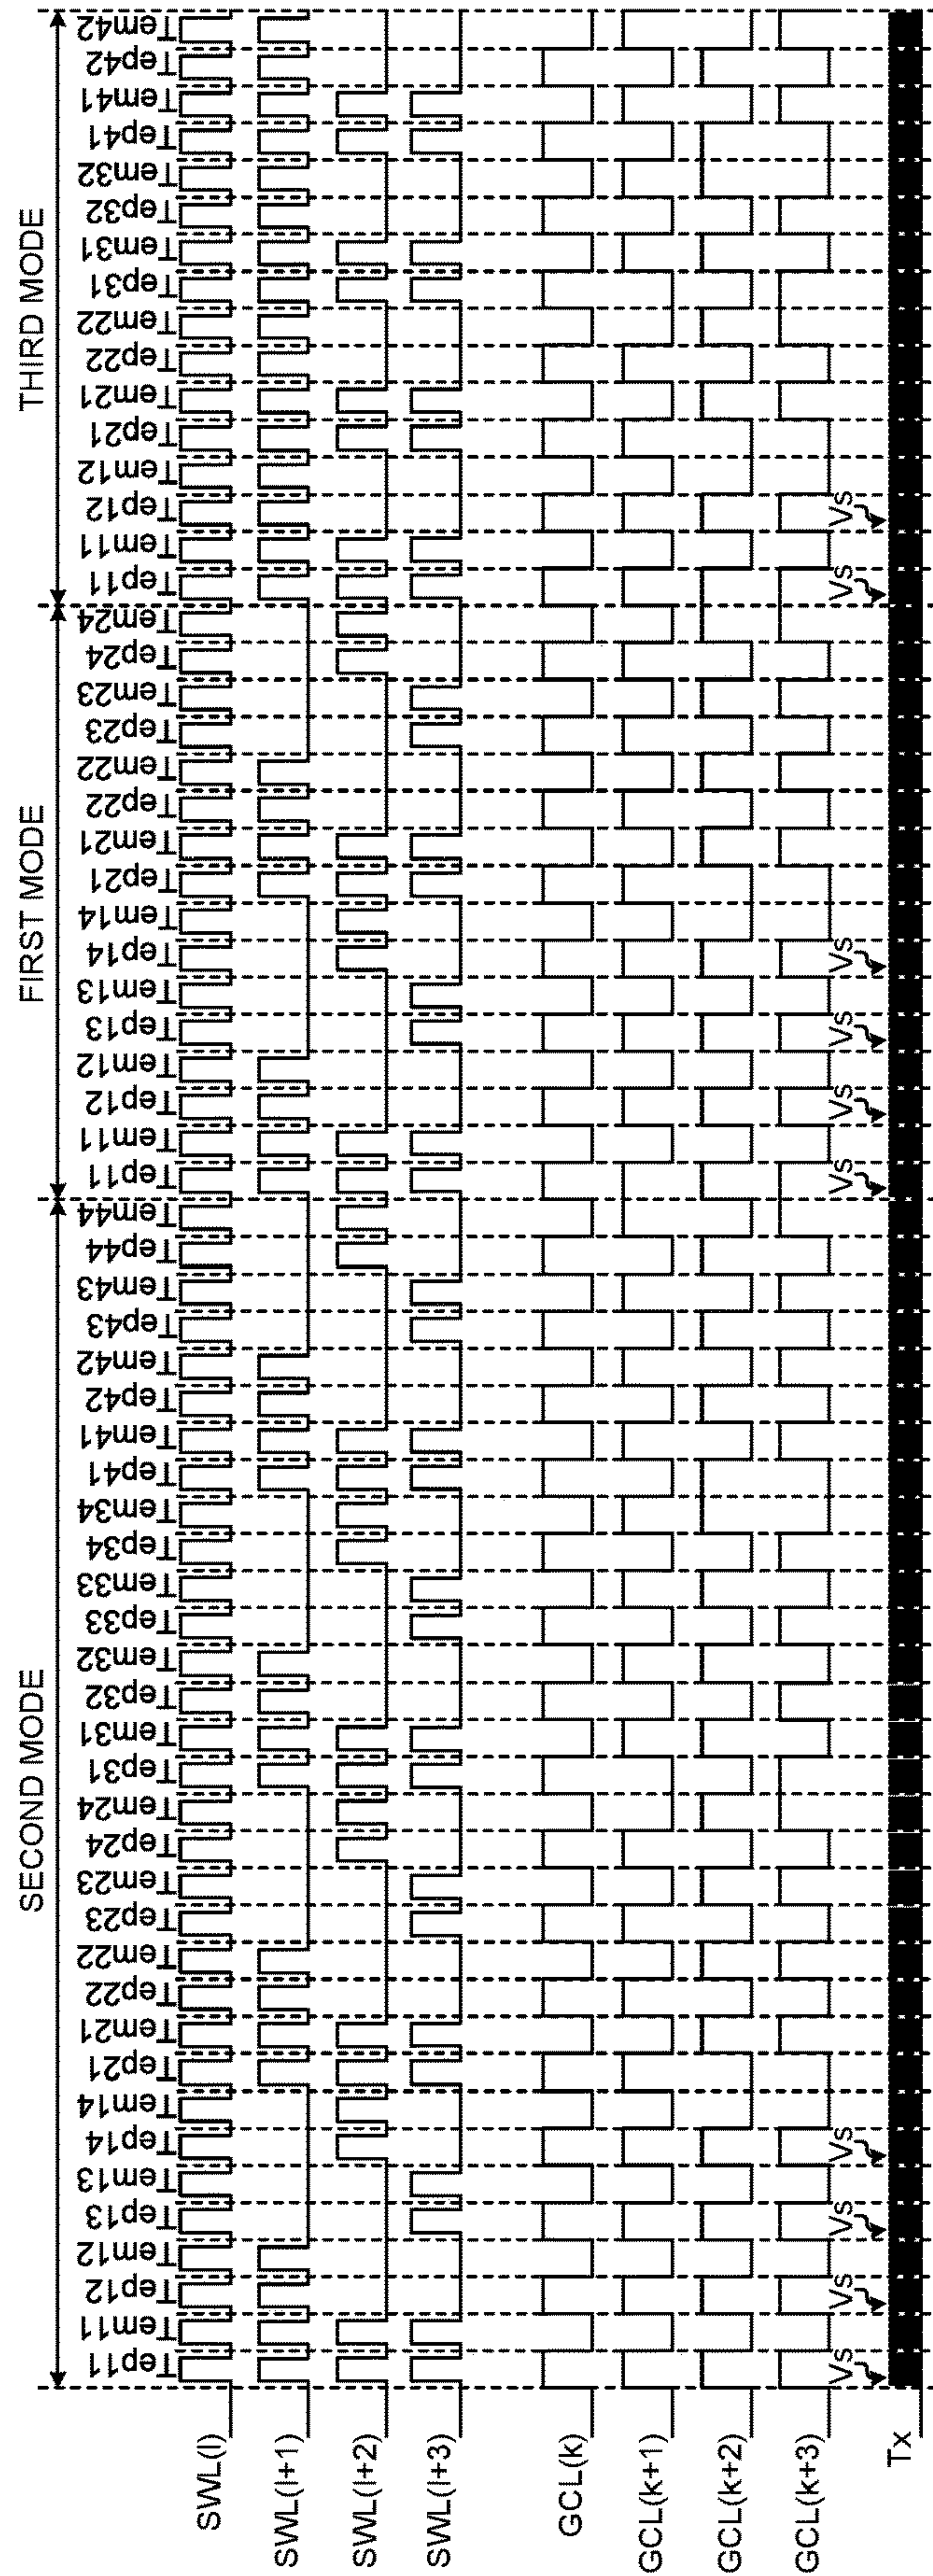 SECOND MODE
FIRST MODE
THIRD MODE
Tep11
Tem11
Tep12
Tem12
Tep13
Tem13
Tep14
Tem14
Tep21
Tem21
Tep22
Tem22
Tep23
Tem23
Tep24
Tem24
Tep31
Tem31
Tep32
Tem32
Tep33
Tem33
Tep34
Tem34
Tep41
Tem41
Tep42
Tem42
Tep43
Tem43
Tep44
Tem44
Tep11
Tem11
Tep12
Tem12
Tep13
Tem13
Tep14
Tem14
Tep21
Tem21
Tep22
Tem22
Tep23
Tem23
Tep24
Tem24
Tep11
Tem11
Tep12
Tem12
Tep21
Tem21
Tep22
Tem22
Tep31
Tem31
Tep32
Tem32
Tep41
Tem41
Tep42
Tem42
SWL(l)
SWL(l+1)
SWL(l+2)
SWL(l+3)
GCL(k)
GCL(k+1)
GCL(k+2)
GCL(k+3)
Vs
Vs
Vs
Vs
Vs
Vs
Vs
Vs
Vs
Vs
Tx